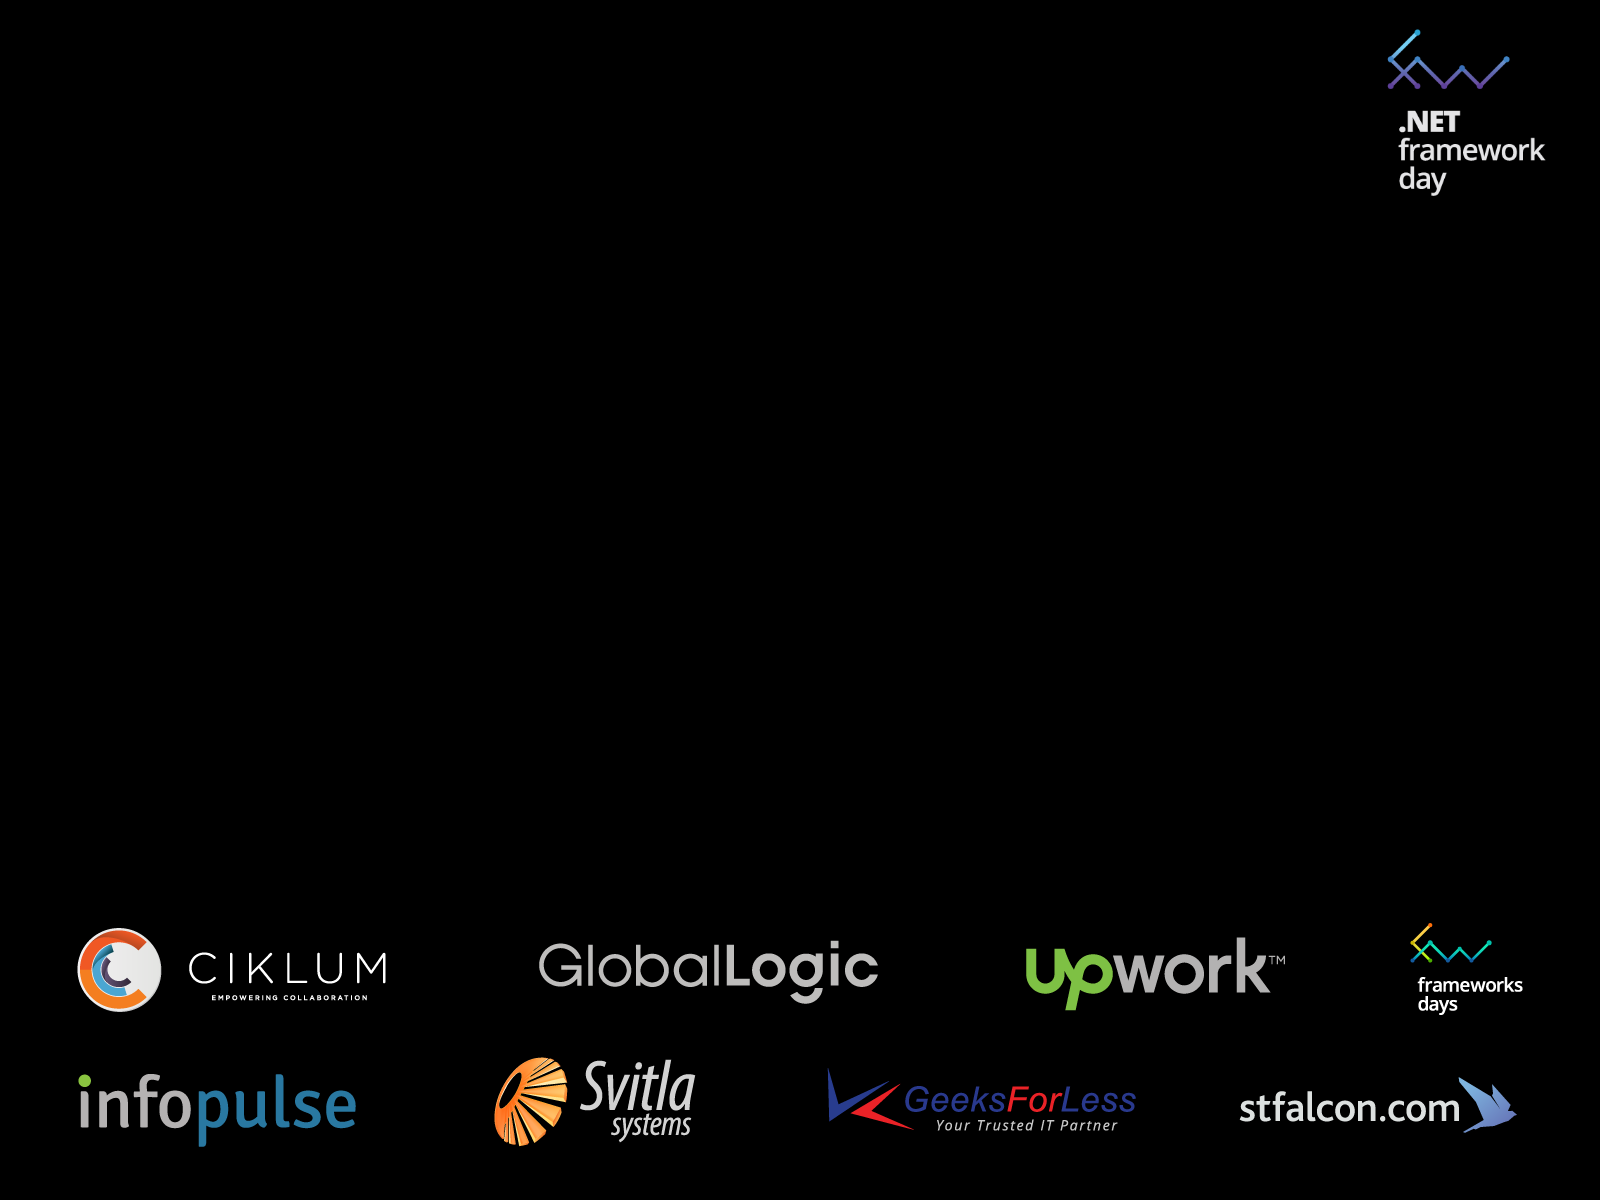 .NET
framework
day
CIKLUM
EMPOWERING COLLABORATION
GlobalLogic
upwork™
frameworks
days
infopulse
Svitla
systems
GeeksForLess
Your Trusted IT Partner
stfalcon.com